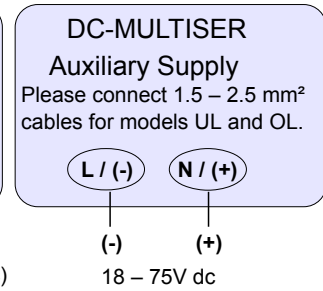 DC-MULTISER
Auxiliary Supply
Please connect 1.5 – 2.5 mm²
cables for models UL and OL.
L / (-) N / (+)
(-) (+)
) 18 – 75V dc